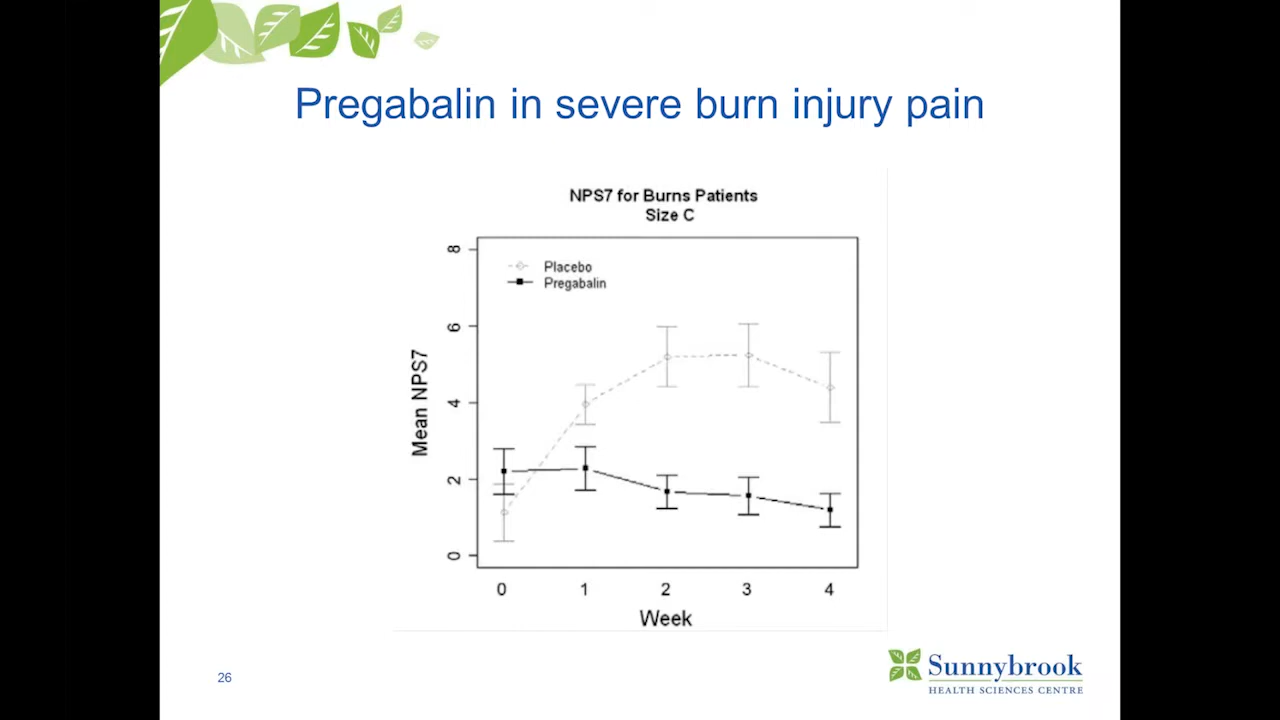 Pregabalin in severe burn injury pain
NPS7 for Burns Patients
Size C
Placebo
Pregabalin
Mean NPS7
8
6
4
2
0
0 1 2 3 4
Week
26
Sunnybrook
HEALTH SCIENCES CENTRE